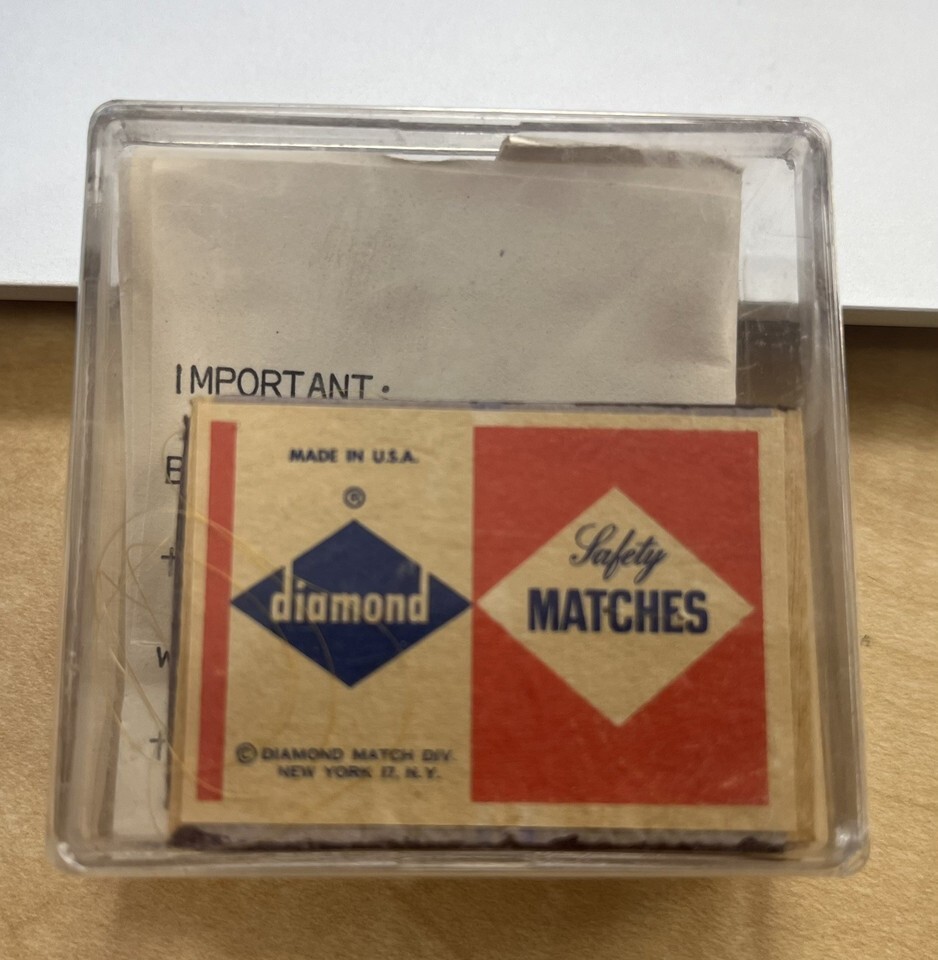 IMPORTANT:
MADE IN U.S.A.
®
diamond
Safety
MATCHES
© DIAMOND MATCH DIV.
NEW YORK 17, N.Y.